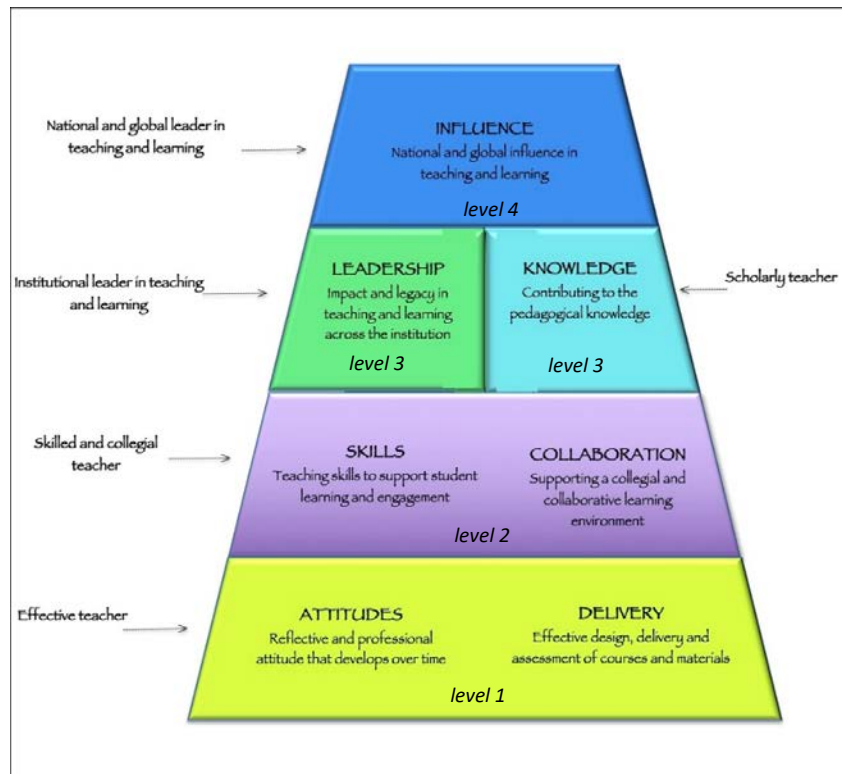 National and global leader in
teaching and learning
INFLUENCE
National and global influence in
teaching and learning
level 4
Institutional leader in teaching
and learning
LEADERSHIP
Impact and legacy in
teaching and learning
across the institution
level 3
KNOWLEDGE
Contributing to the
pedagogical knowledge
level 3
Scholarly teacher
Skilled and collegial
teacher
SKILLS
Teaching skills to support student
learning and engagement
COLLABORATION
Supporting a collegial and
collaborative learning
environment
level 2
Effective teacher
ATTITUDES
Reflective and professional
attitude that develops over time
DELIVERY
Effective design, delivery and
assessment of courses and materials
level 1